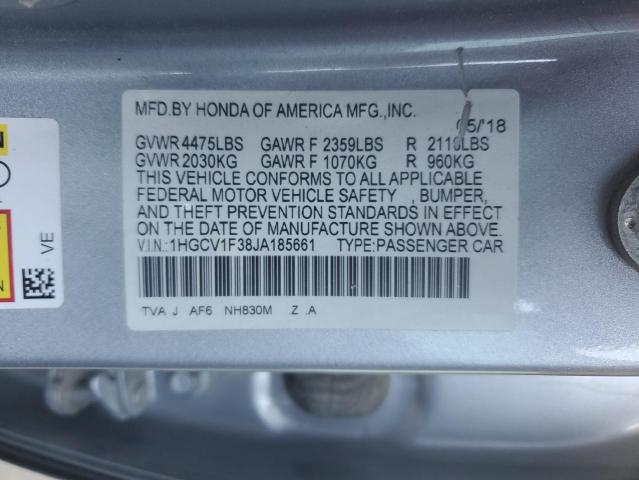 MFD.BY HONDA OF AMERICA MFG.,INC. 05/'18
GVWR 4475LBS GAWR F 2359LBS R 2119LBS
GVWR 2030KG GAWR F 1070KG R 960KG
THIS VEHICLE CONFORMS TO ALL APPLICABLE
FEDERAL MOTOR VEHICLE SAFETY , BUMPER,
AND THEFT PREVENTION STANDARDS IN EFFECT
ON THE DATE OF MANUFACTURE SHOWN ABOVE.
V.I.N.: 1HGCV1F38JA185661 TYPE:PASSENGER CAR
TVA J AF6 NH830M Z .A
VE